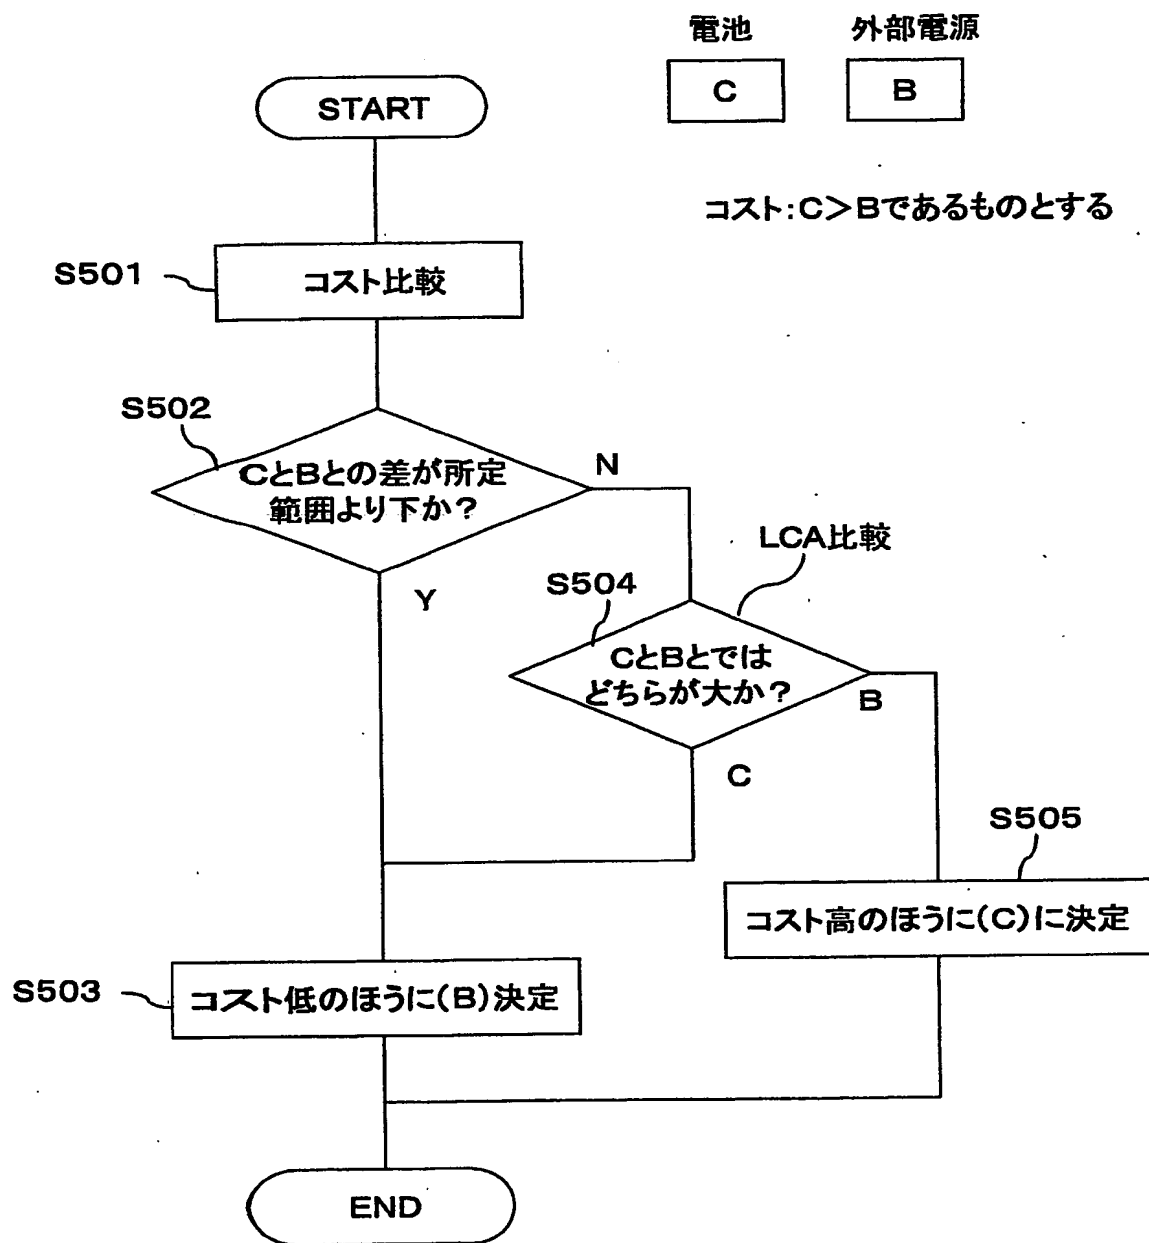 電池
外部電源
C
B
START
コスト:C>Bであるものとする
S501
コスト比較
S502
CとBとの差が所定
範囲より下か?
N
Y
LCA比較
S504
CとBとでは
どちらが大か?
B
C
S505
コスト高のほうに(C)に決定
S503
コスト低のほうに(B)決定
END